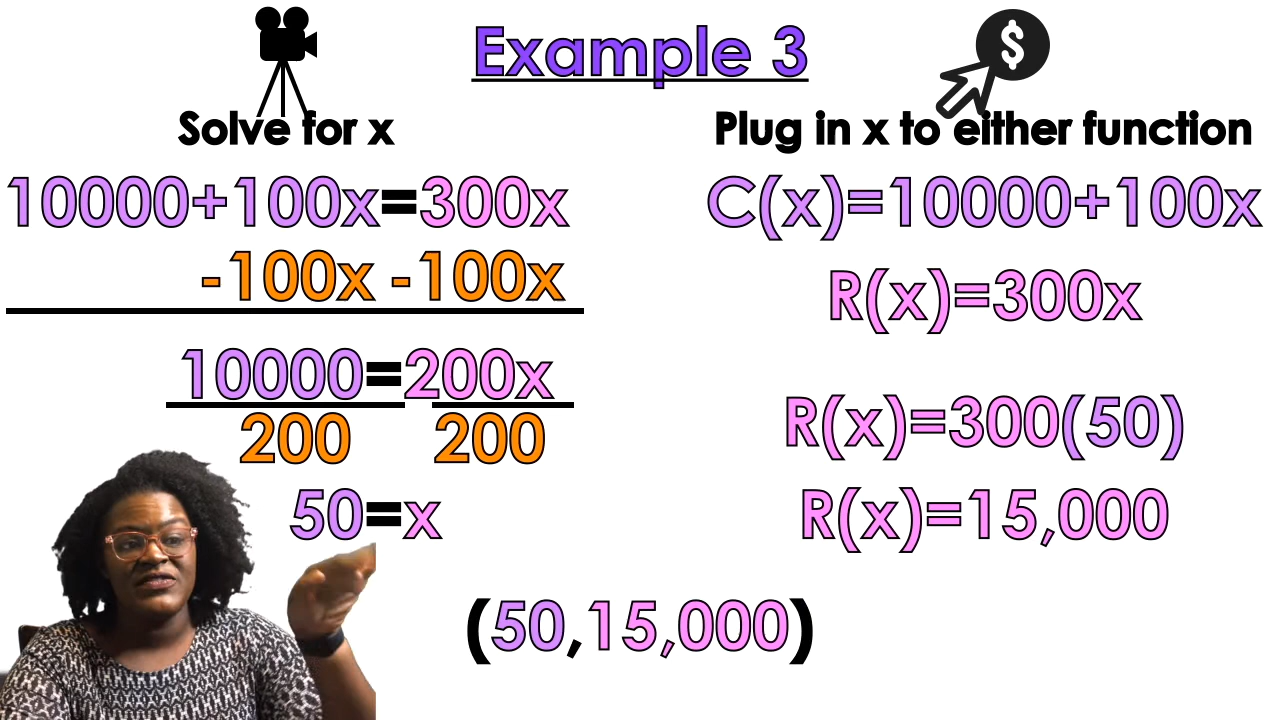 Example 3
Solve for x
10000+100x=300x
-100x -100x
10000=200x
200 200
50=x
$
Plug in x to either function
C(x)=10000+100x
R(x)=300x
R(x)=300(50)
R(x)=15,000
(50,15,000)